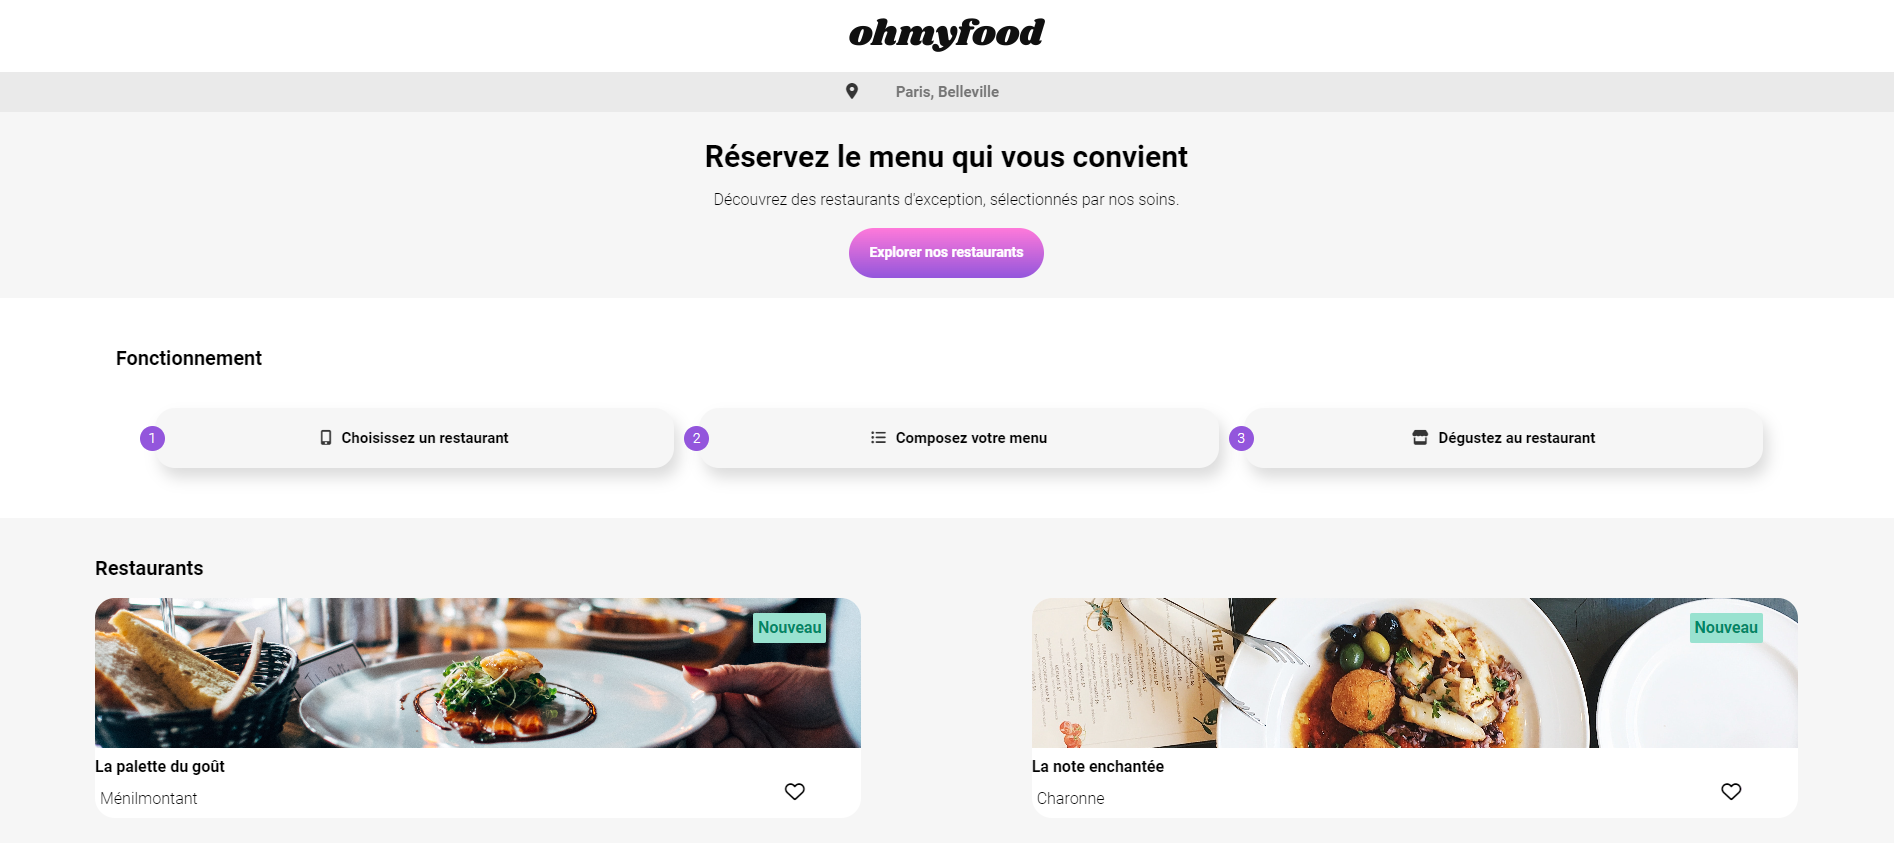 ohmyfood
Paris, Belleville
Réservez le menu qui vous convient
Découvrez des restaurants d'exception, sélectionnés par nos soins.
Explorer nos restaurants
Fonctionnement
1 Choisissez un restaurant
2 Composez votre menu
3 Dégustez au restaurant
Restaurants
Nouveau
La palette du goût
Ménilmontant
Nouveau
THE BITES
La note enchantée
Charonne